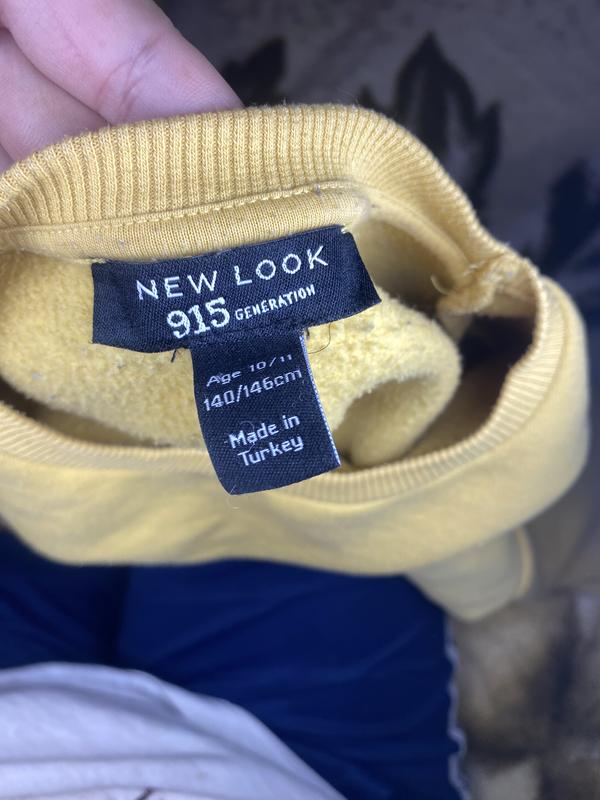 NEW LOOK
915 GENERATION
Age 10/11
140/146cm
Made in
Turkey